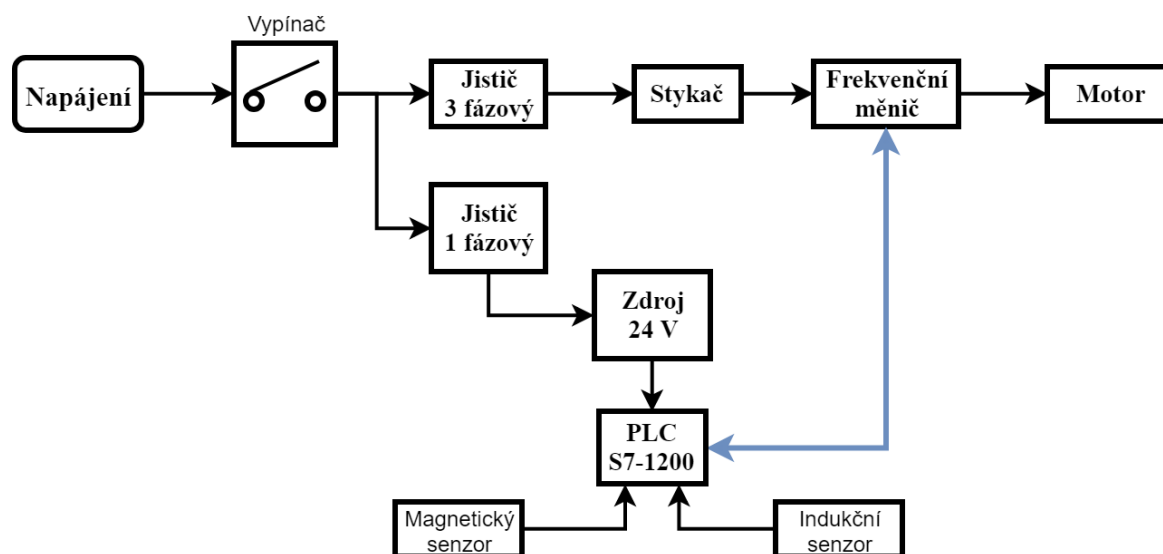 Vypínač
Napájení
Jistič
3 fázový
Stykač
Frekvenční
měnič
Motor
Jistič
1 fázový
Zdroj
24 V
PLC
S7-1200
Magnetický
senzor
Indukční
senzor